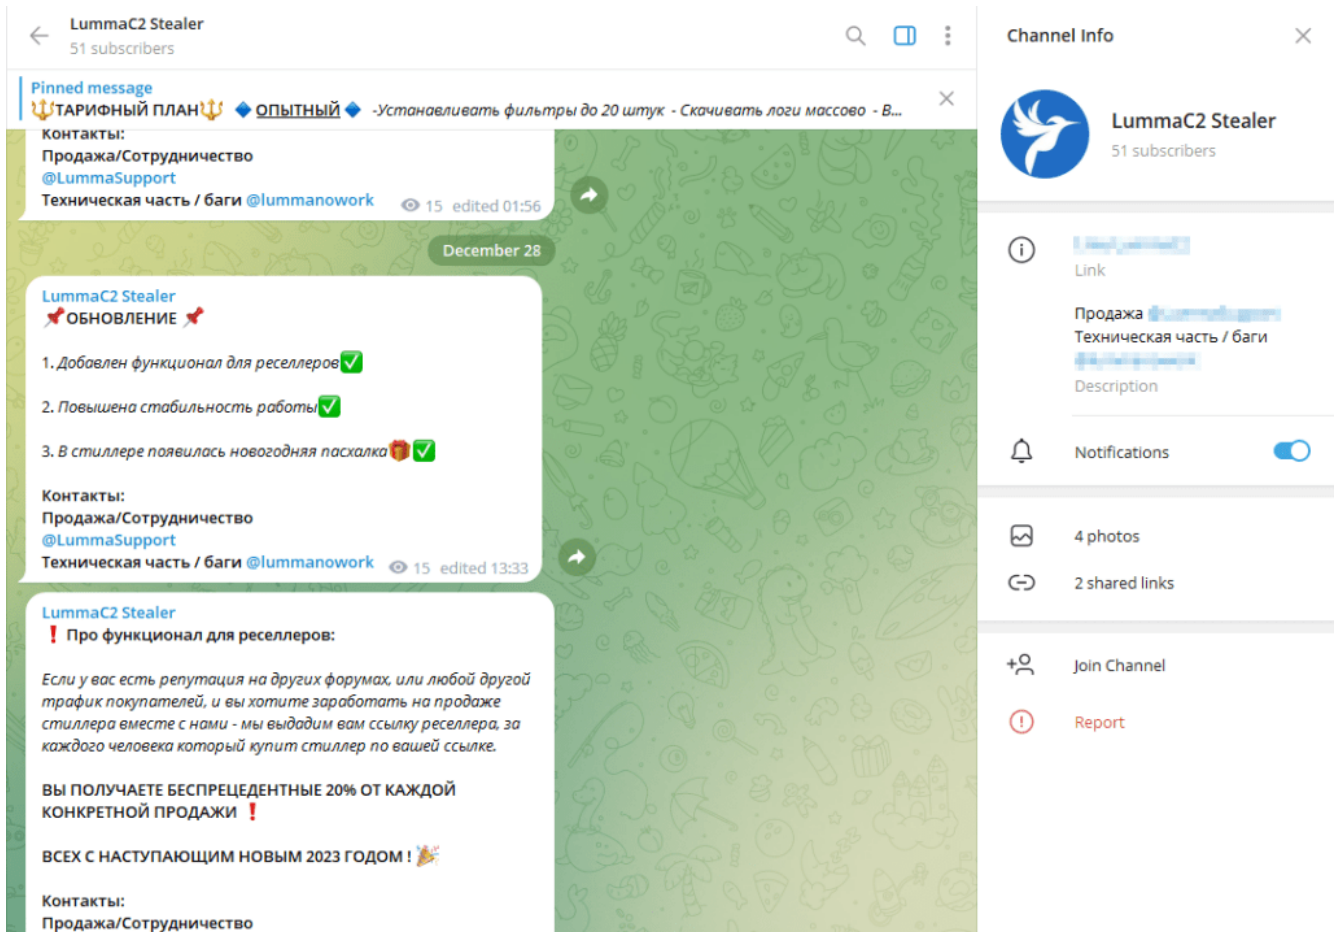 LummaC2 Stealer
51 subscribers
Pinned message
🔱ТАРИФНЫЙ ПЛАН🔱 🔷ОПЫТНЫЙ🔷 -Устанавливать фильтры до 20 штук - Скачивать логи массово - В...
Контакты:
Продажа/Сотрудничество
@LummaSupport
Техническая часть / баги @lummanowork 15 edited 01:56
December 28
LummaC2 Stealer
📌ОБНОВЛЕНИЕ 📌
1. Добавлен функционал для реселлеров✅
2. Повышена стабильность работы✅
3. В стиллере появилась новогодняя пасхалка🎁✅
Контакты:
Продажа/Сотрудничество
@LummaSupport
Техническая часть / баги @lummanowork 15 edited 13:33
LummaC2 Stealer
❗ Про функционал для реселлеров:
Если у вас есть репутация на других форумах, или любой другой
трафик покупателей, и вы хотите заработать на продаже
стиллера вместе с нами - мы выдадим вам ссылку реселлера, за
каждого человека который купит стиллер по вашей ссылке.
ВЫ ПОЛУЧАЕТЕ БЕСПРЕЦЕДЕНТНЫЕ 20% ОТ КАЖДОЙ
КОНКРЕТНОЙ ПРОДАЖИ ❗
ВСЕХ С НАСТУПАЮЩИМ НОВЫМ 2023 ГОДОМ ! 🎉
Контакты:
Продажа/Сотрудничество
Channel Info
LummaC2 Stealer
51 subscribers
Link
Продажа
Техническая часть / баги
Description
Notifications
4 photos
2 shared links
Join Channel
Report